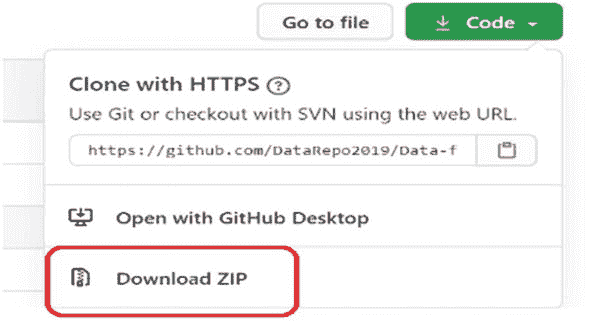 Go to file
Code
Clone with HTTPS
Use Git or checkout with SVN using the web URL.
https://github.com/DataRepo2019/Data-f
Open with GitHub Desktop
Download ZIP